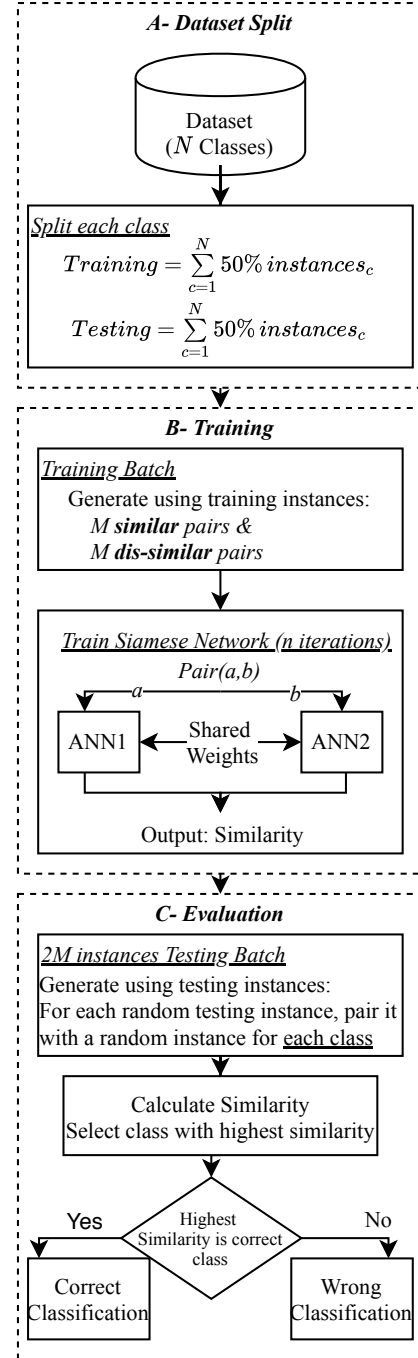 A- Dataset Split
Dataset
(N Classes)
Split each class
Training = \sum_{c=1}^{N} 50% instances_c
Testing = \sum_{c=1}^{N} 50% instances_c
B- Training
Training Batch
Generate using training instances:
M similar pairs &
M dis-similar pairs
Train Siamese Network (n iterations)
Pair(a,b)
a b
ANN1 Shared Weights ANN2
Output: Similarity
C- Evaluation
2M instances Testing Batch
Generate using testing instances:
For each random testing instance, pair it
with a random instance for each class
Calculate Similarity
Select class with highest similarity
Highest
Similarity is correct
class
Yes No
Correct
Classification
Wrong
Classification